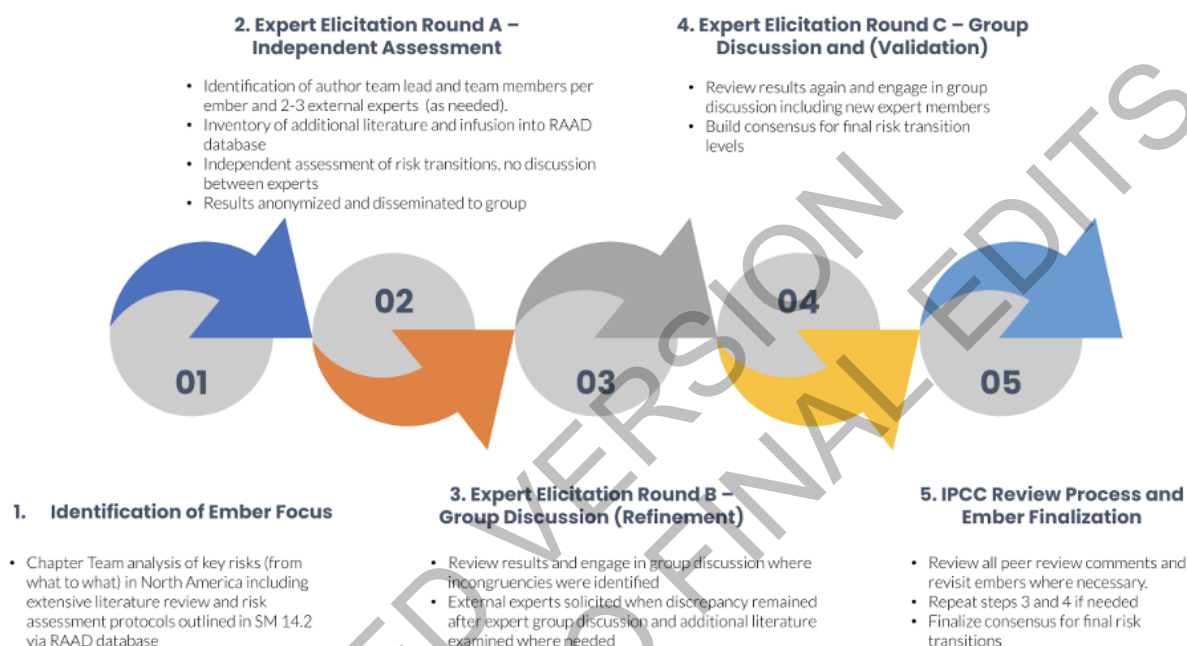 2. Expert Elicitation Round A –
Independent Assessment
• Identification of author team lead and team members per
ember and 2-3 external experts (as needed).
• Inventory of additional literature and infusion into RAAD
database
• Independent assessment of risk transitions, no discussion
between experts
• Results anonymized and disseminated to group
4. Expert Elicitation Round C – Group
Discussion and (Validation)
• Review results again and engage in group
discussion including new expert members
• Build consensus for final risk transition
levels
01
02
03
04
05
1. Identification of Ember Focus
• Chapter Team analysis of key risks (from
what to what) in North America including
extensive literature review and risk
assessment protocols outlined in SM 14.2
via RAAD database
3. Expert Elicitation Round B –
Group Discussion (Refinement)
• Review results and engage in group discussion where
incongruencies were identified
• External experts solicited when discrepancy remained
after expert group discussion and additional literature
examined where needed
5. IPCC Review Process and
Ember Finalization
• Review all peer review comments and
revisit embers where necessary.
• Repeat steps 3 and 4 if needed
• Finalize consensus for final risk
transitions
VERSION
FINAL EDITS